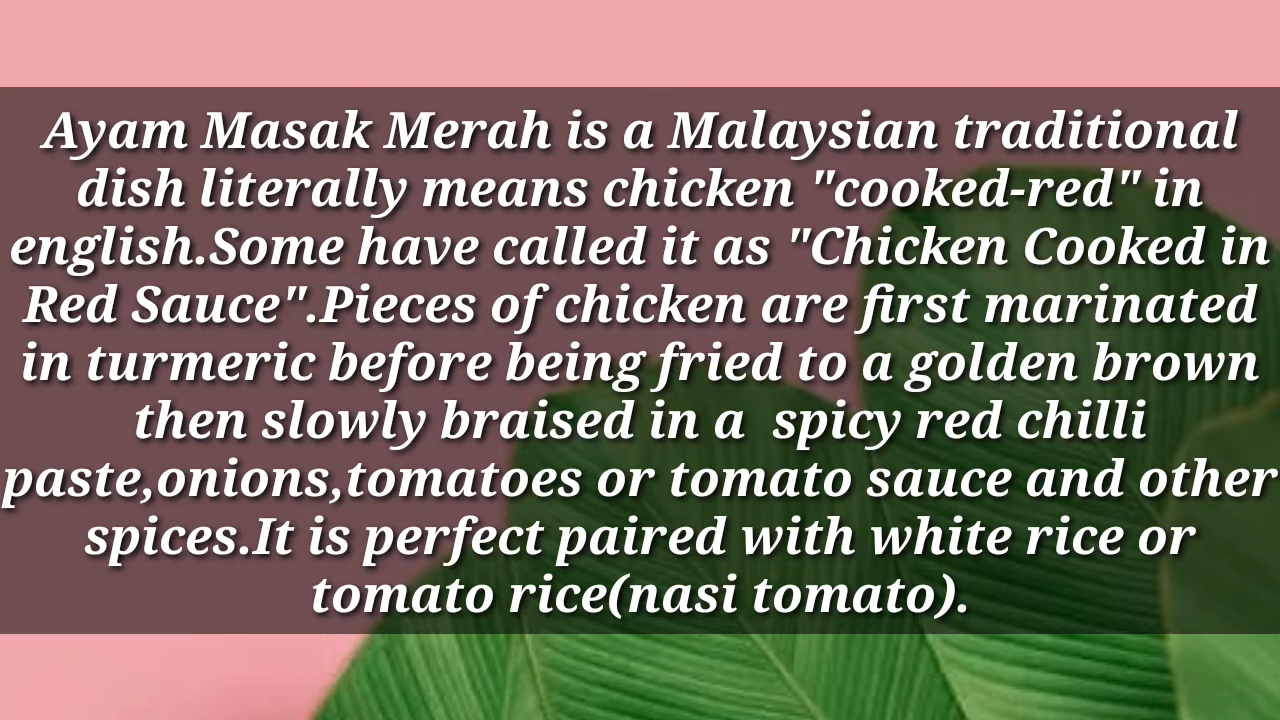 Ayam Masak Merah is a Malaysian traditional
dish literally means chicken "cooked-red" in
english.Some have called it as "Chicken Cooked in
Red Sauce".Pieces of chicken are first marinated
in turmeric before being fried to a golden brown
then slowly braised in a  spicy red chilli
paste,onions,tomatoes or tomato sauce and other
spices.It is perfect paired with white rice or
tomato rice(nasi tomato).